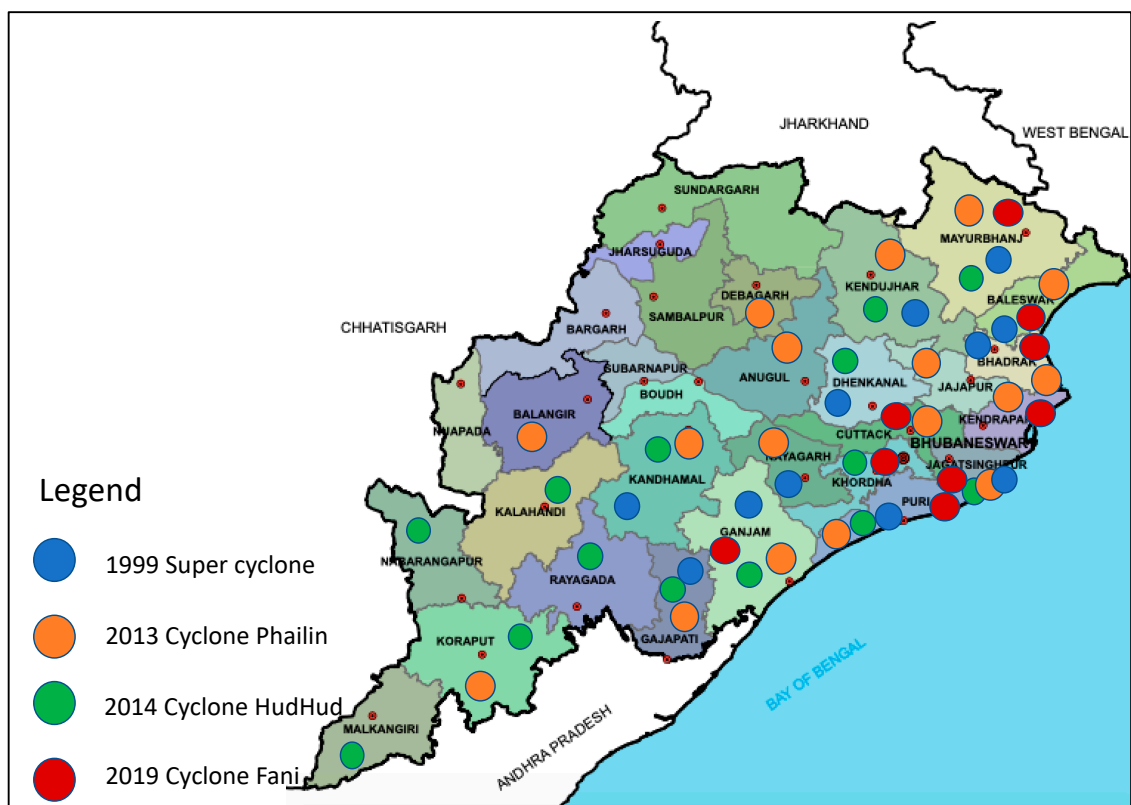 JHARKHAND
WEST BENGAL
SUNDARGARH
MAYURBHANJ
JHARSUGUDA
KENDUJHAR
DEBAGARH
BALESWAR
SAMBALPUR
CHHATISGARH
BARGARH
BHADRAK
SUBARNAPUR
ANUGUL
DHENKANAL
JAJAPUR
BOUDH
BALANGIR
KENDRAPARA
NUAPADA
CUTTACK
BHUBANESWAR
NAYAGARH
JAGATSINGHPUR
KANDHAMAL
KHORDHA
Legend
KALAHANDI
PURI
GANJAM
NABARANGAPUR
1999 Super cyclone
RAYAGADA
2013 Cyclone Phailin
KORAPUT
GAJAPATI
BAY OF BENGAL
2014 Cyclone HudHud
MALKANGIRI
ANDHRA PRADESH
2019 Cyclone Fani